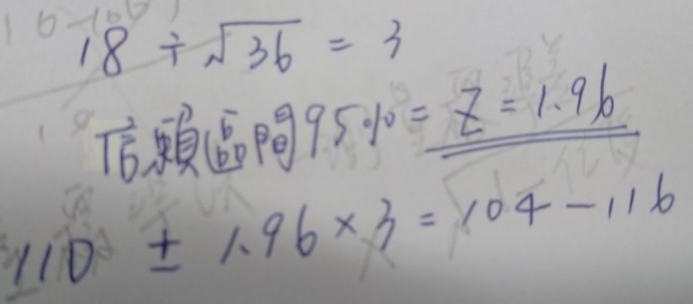 18 ÷ √36 = 3
信賴區間95% = Z = 1.96
110 ± 1.96 × 3 = 104 - 116